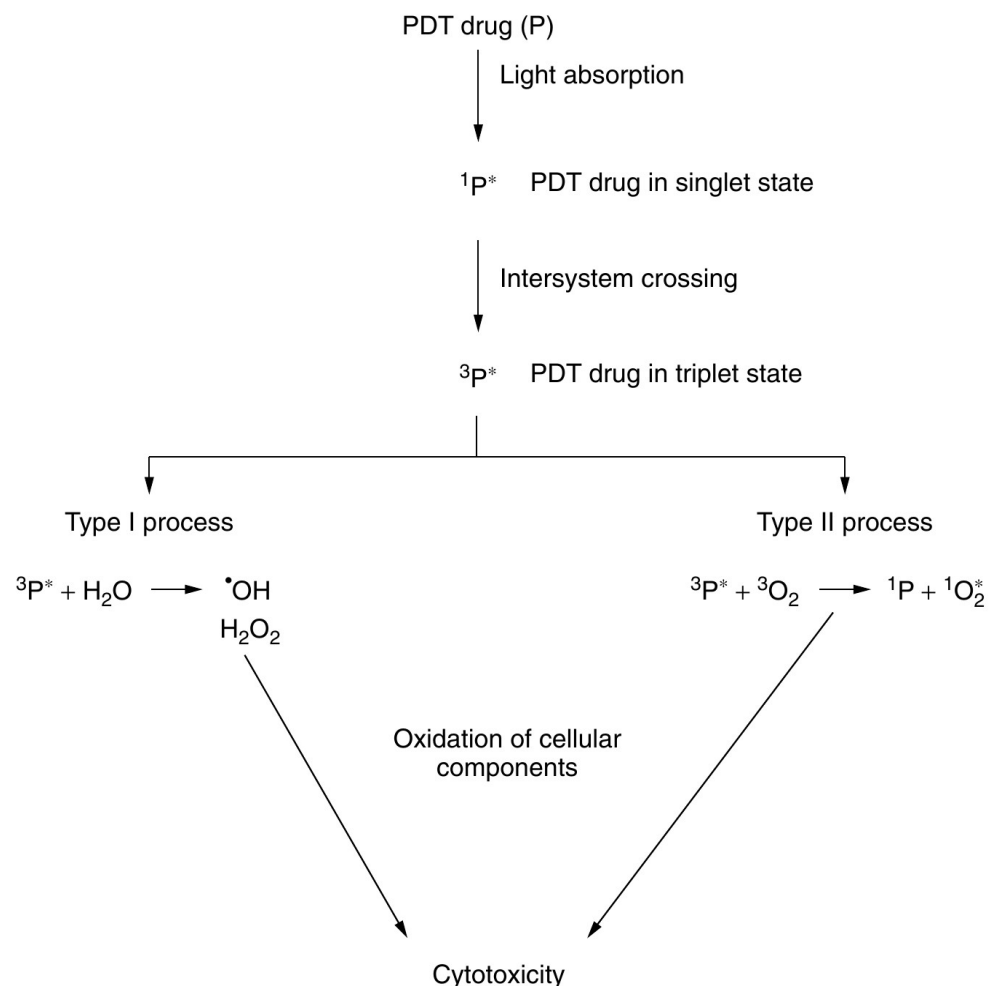 PDT drug (P)
Light absorption
¹P* PDT drug in singlet state
Intersystem crossing
³P* PDT drug in triplet state
Type I process
Type II process
³P* + H₂O → •OH
H₂O₂
³P* + ³O₂ → ¹P + ¹O₂*
Oxidation of cellular
components
Cytotoxicity